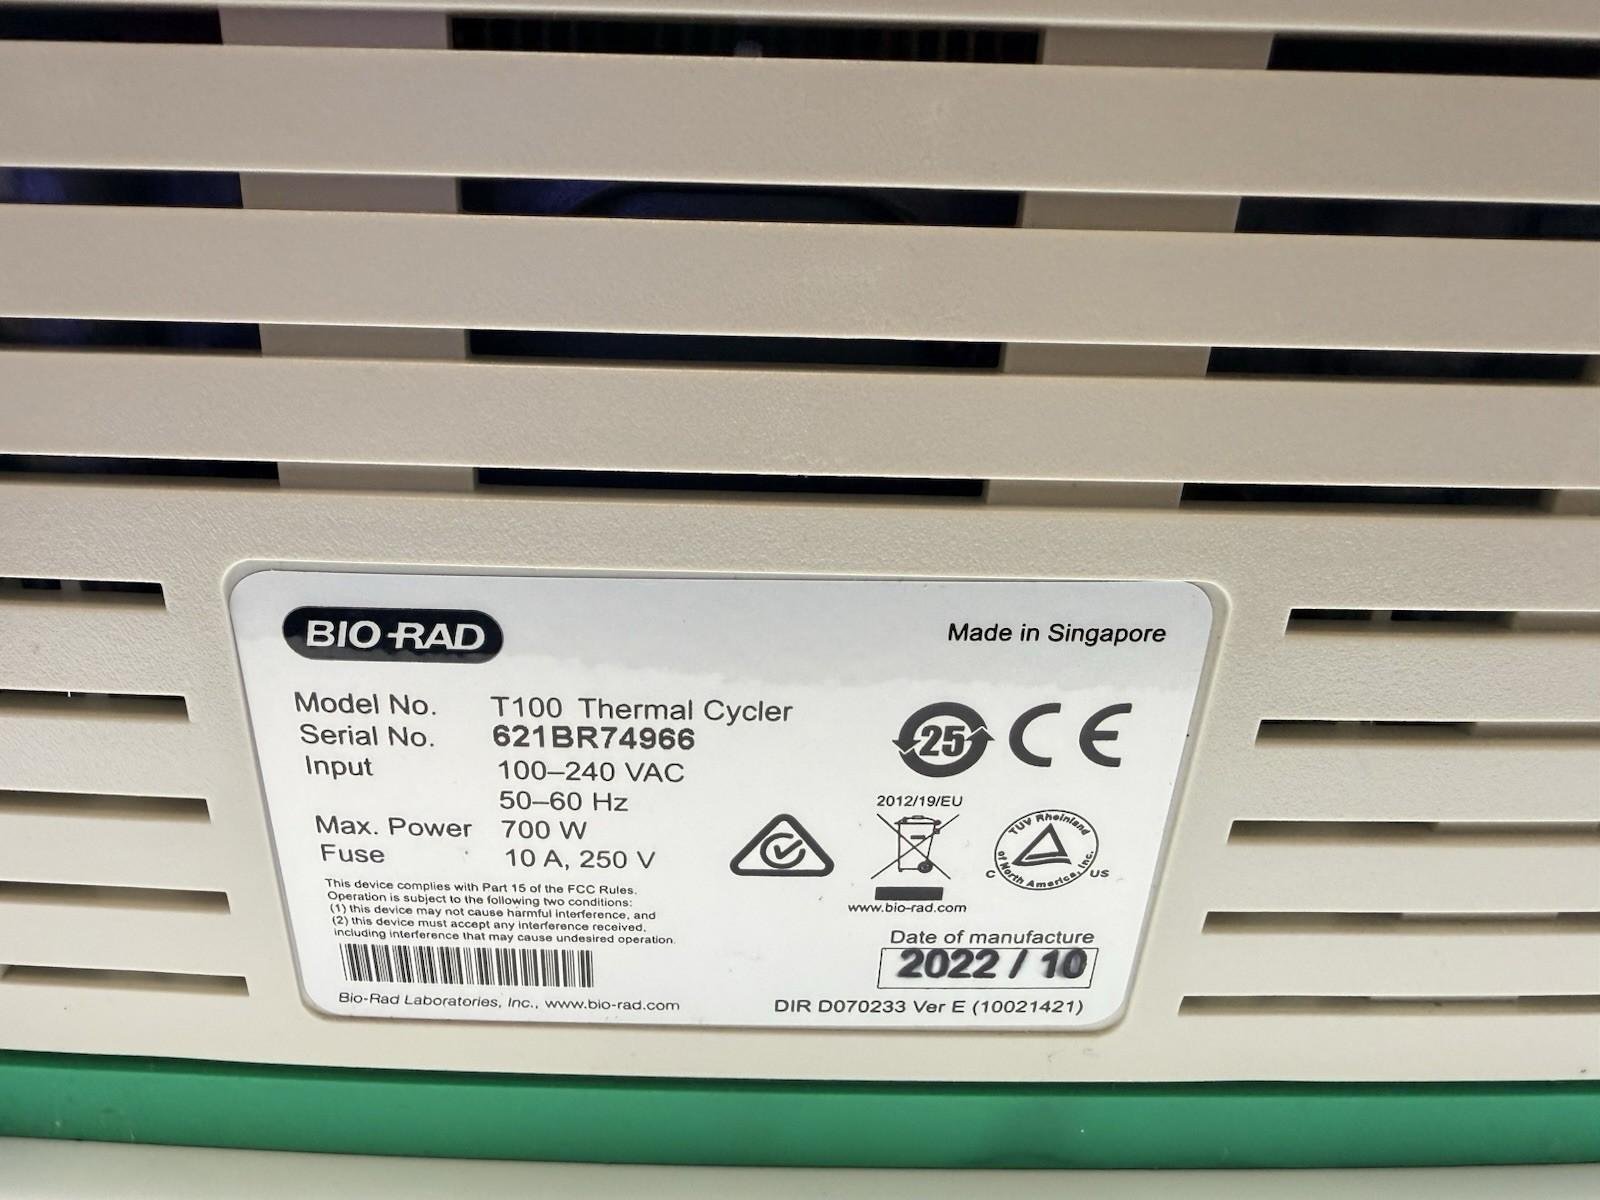 BIO-RAD
Made in Singapore
Model No. T100 Thermal Cycler
Serial No. 621BR74966
Input 100–240 VAC
50–60 Hz
Max. Power 700 W
Fuse 10 A, 250 V
25
CE
2012/19/EU
TÜV Rheinland
of North America, Inc.
C US
www.bio-rad.com
This device complies with Part 15 of the FCC Rules.
Operation is subject to the following two conditions:
(1) this device may not cause harmful interference, and
(2) this device must accept any interference received,
including interference that may cause undesired operation.
Date of manufacture
2022 / 10
Bio-Rad Laboratories, Inc., www.bio-rad.com
DIR D070233 Ver E (10021421)